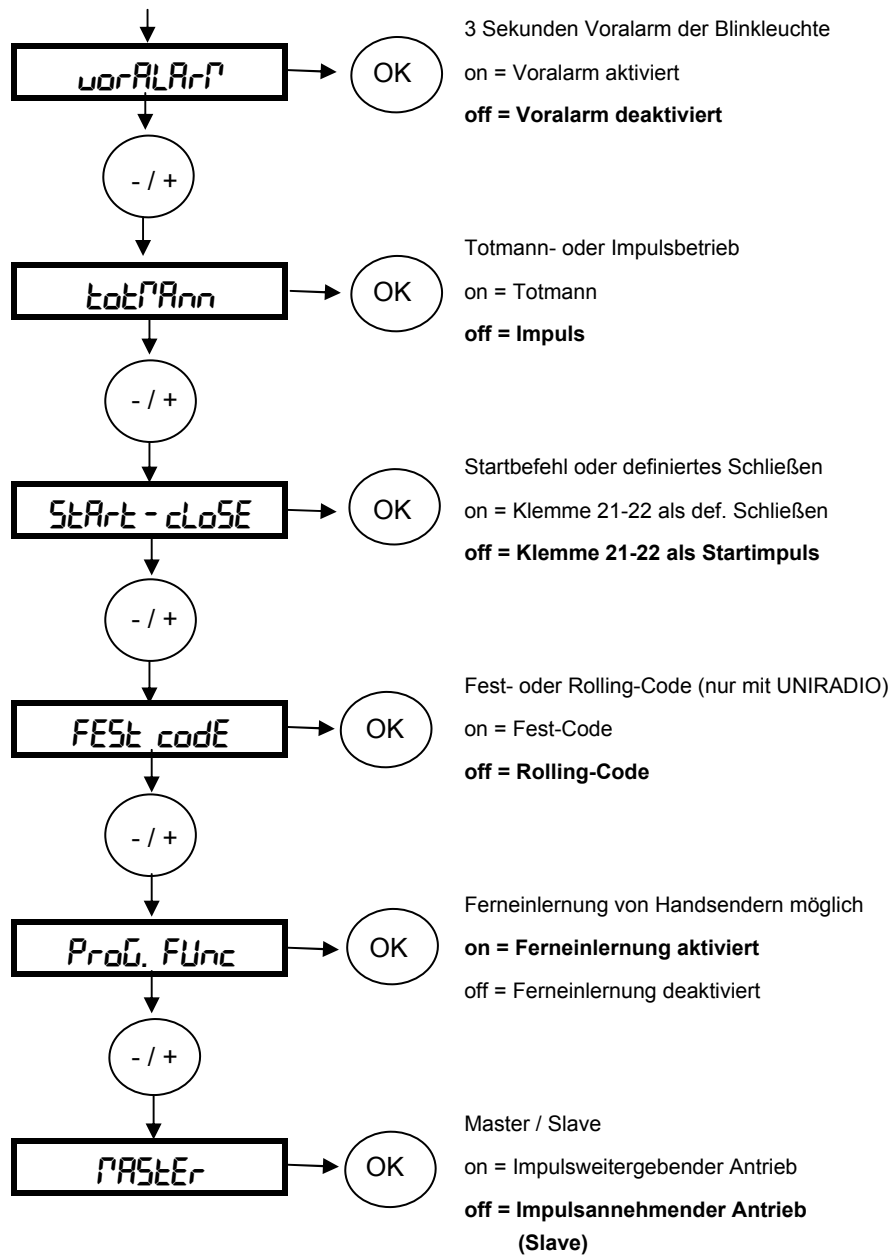 3 Sekunden Voralarm der Blinkleuchte
vorALArM
OK
on = Voralarm aktiviert
off = Voralarm deaktiviert
- / +
Totmann- oder Impulsbetrieb
totMAnn
OK
on = Totmann
off = Impuls
- / +
Startbefehl oder definiertes Schließen
StArt - cLoSE
OK
on = Klemme 21-22 als def. Schließen
off = Klemme 21-22 als Startimpuls
- / +
Fest- oder Rolling-Code (nur mit UNIRADIO)
FESt codE
OK
on = Fest-Code
off = Rolling-Code
- / +
Ferneinlernung von Handsendern möglich
ProG. FUnc
OK
on = Ferneinlernung aktiviert
off = Ferneinlernung deaktiviert
- / +
Master / Slave
MAStEr
OK
on = Impulsweitergebender Antrieb
off = Impulsannehmender Antrieb
(Slave)